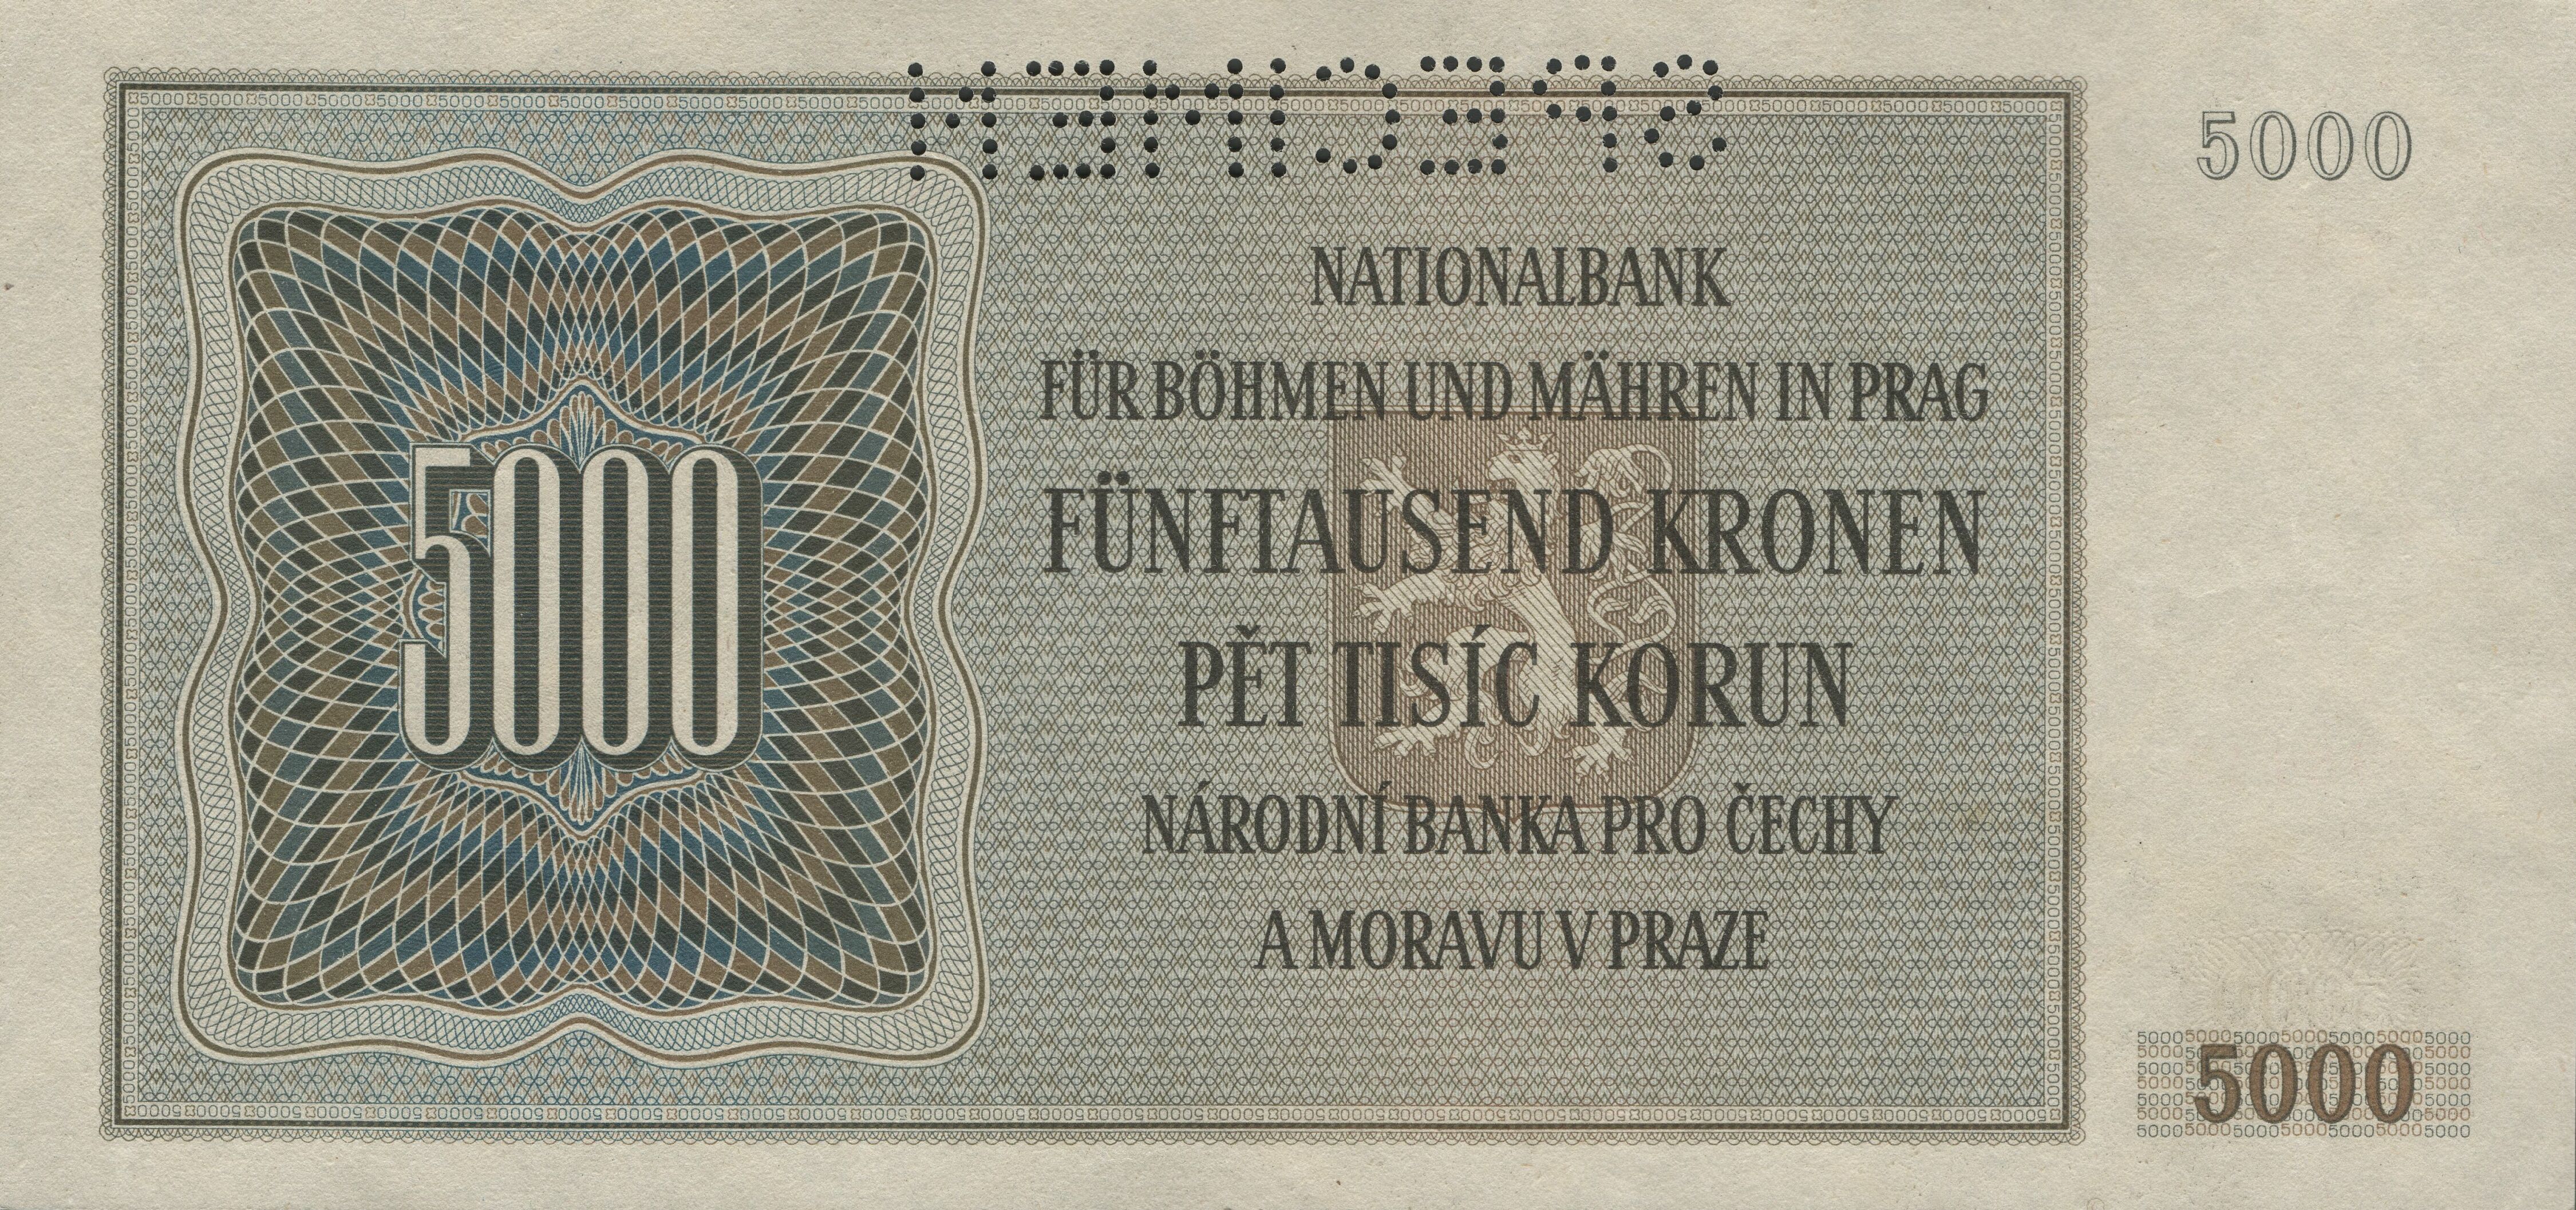 SPECIMEN
5000
NATIONALBANK
FÜR BÖHMEN UND MÄHREN IN PRAG
FÜNFTAUSEND KRONEN
PĚT TISÍC KORUN
NÁRODNÍ BANKA PRO ČECHY
A MORAVU V PRAZE
5000
5000